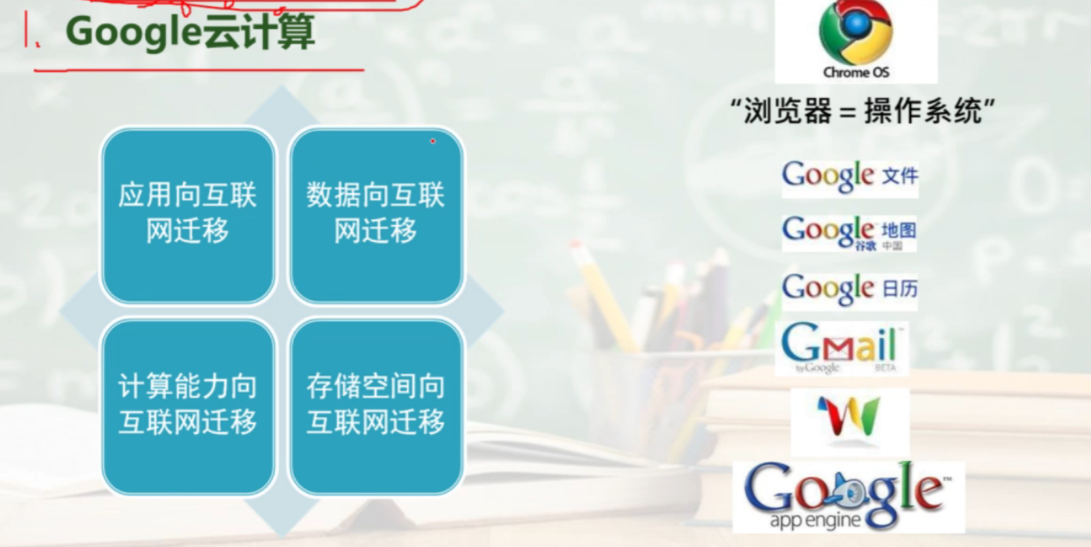 1、Google云计算
应用向互联
网迁移
数据向互联
网迁移
计算能力向
互联网迁移
存储空间向
互联网迁移
Chrome OS
“浏览器＝操作系统”
Google 文件
Google 地图
谷歌 中国
Google 日历
Gmail™
by Google BETA
Google™
app engine